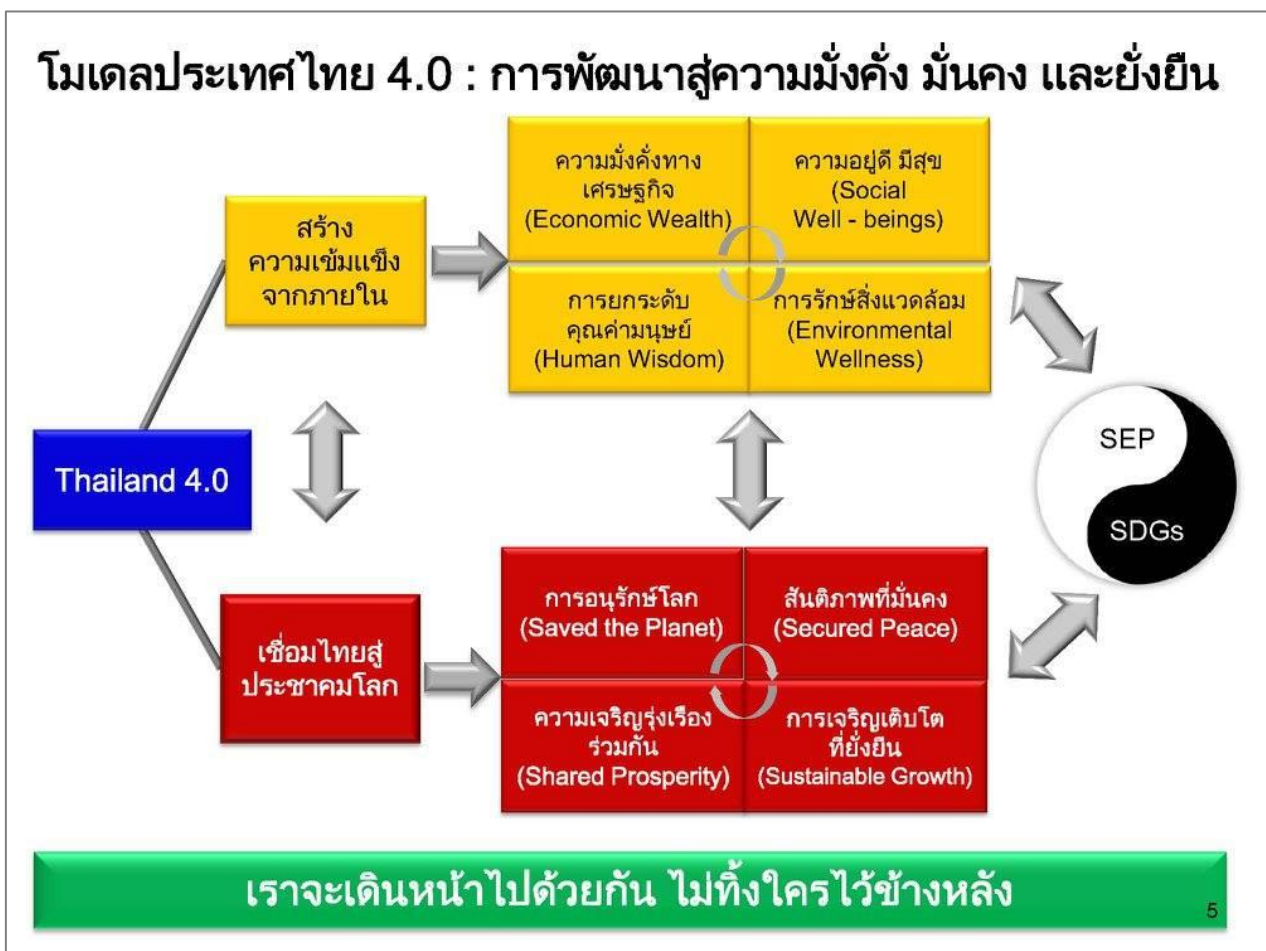 โมเดลประเทศไทย 4.0 : การพัฒนาสู่ความมั่งคั่ง มั่นคง และยั่งยืน
สร้าง
ความเข้มแข็ง
จากภายใน
ความมั่งคั่งทาง
เศรษฐกิจ
(Economic Wealth)
ความอยู่ดี มีสุข
(Social
Well - beings)
การยกระดับ
คุณค่ามนุษย์
(Human Wisdom)
การรักษ์สิ่งแวดล้อม
(Environmental
Wellness)
Thailand 4.0
SEP
SDGs
เชื่อมไทยสู่
ประชาคมโลก
การอนุรักษ์โลก
(Saved the Planet)
สันติภาพที่มั่นคง
(Secured Peace)
ความเจริญรุ่งเรือง
ร่วมกัน
(Shared Prosperity)
การเจริญเติบโต
ที่ยั่งยืน
(Sustainable Growth)
เราจะเดินหน้าไปด้วยกัน ไม่ทิ้งใครไว้ข้างหลัง
5